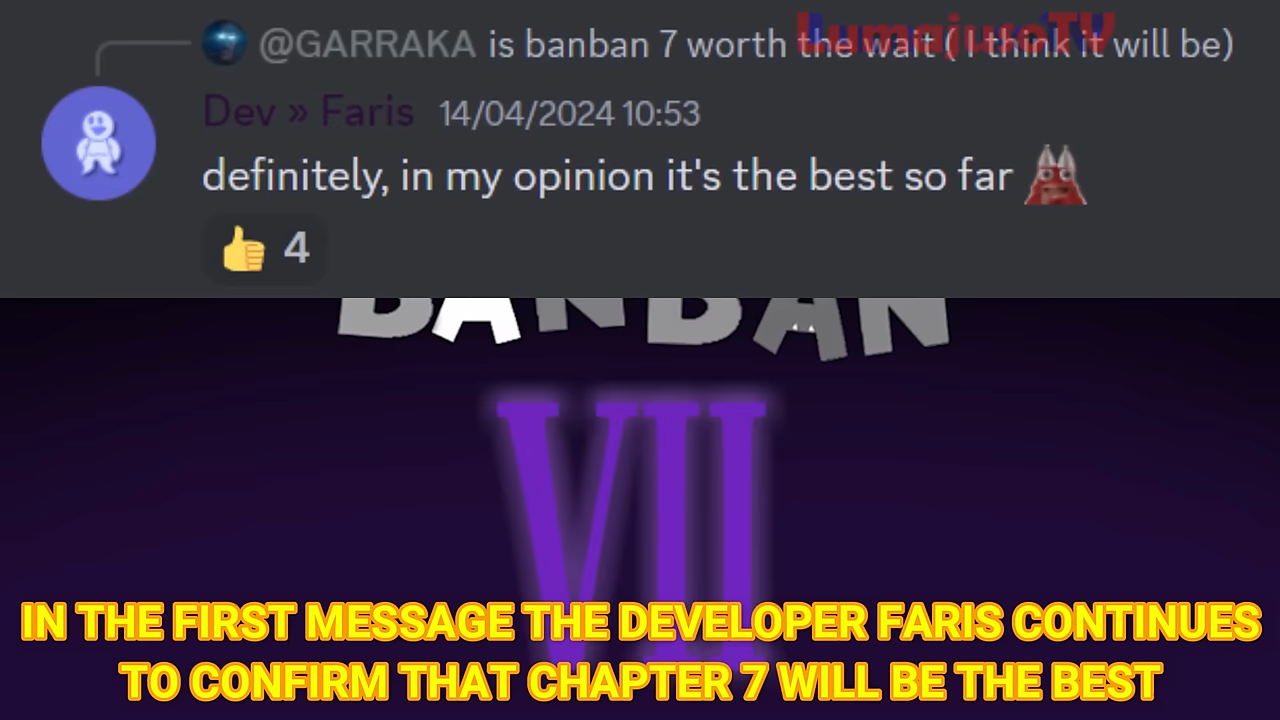 LumajusoTV
@GARRAKA is banban 7 worth the wait ( I think it will be)
Dev » Faris 14/04/2024 10:53
definitely, in my opinion it's the best so far
4
BANBAN
VII
IN THE FIRST MESSAGE THE DEVELOPER FARIS CONTINUES
TO CONFIRM THAT CHAPTER 7 WILL BE THE BEST